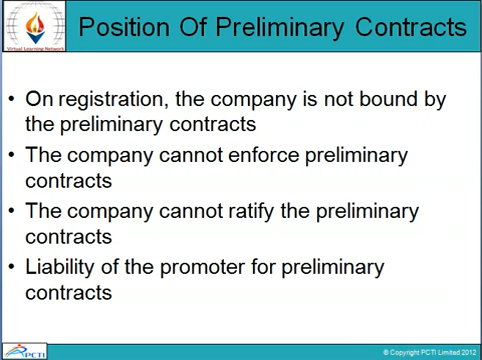 Position Of Preliminary Contracts
Virtual Learning Network
• On registration, the company is not bound by
the preliminary contracts
• The company cannot enforce preliminary
contracts
• The company cannot ratify the preliminary
contracts
• Liability of the promoter for preliminary
contracts
PCTI
© Copyright PCTI Limited 2012